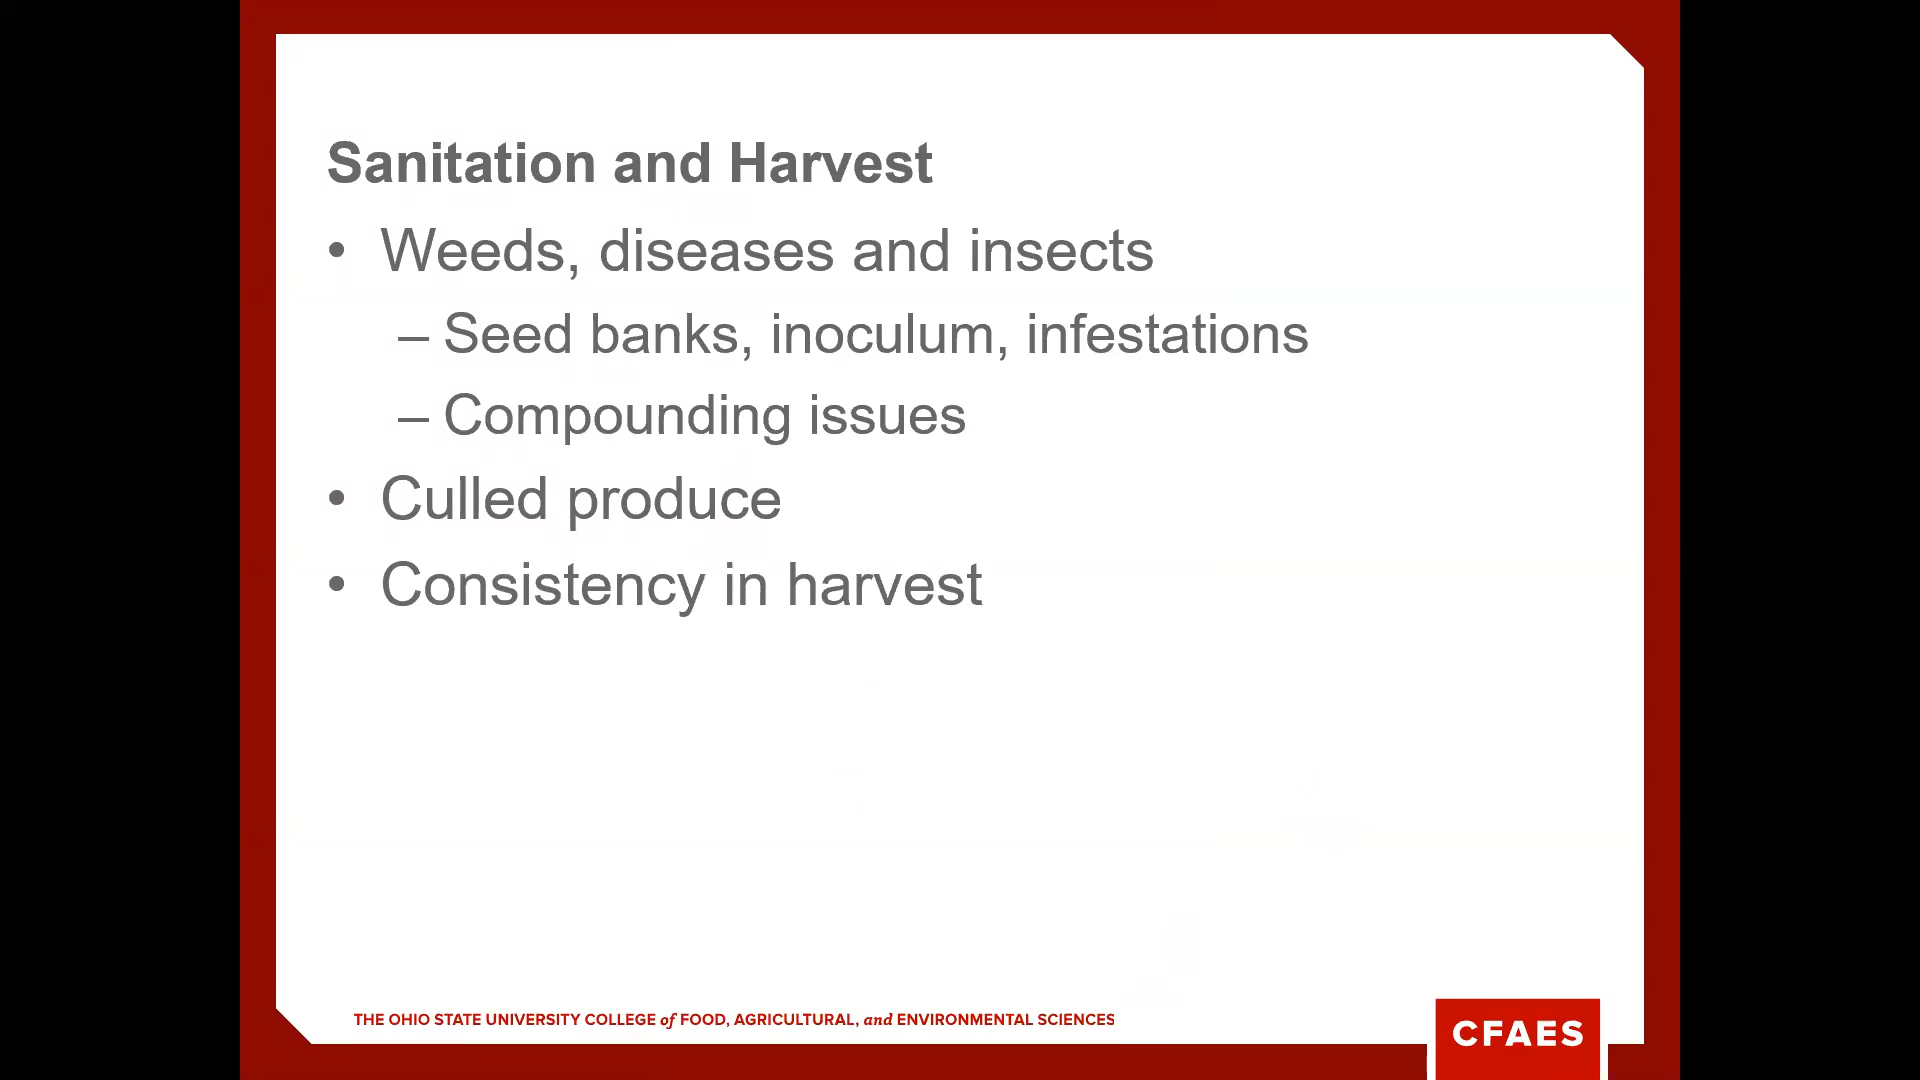 Sanitation and Harvest
• Weeds, diseases and insects
– Seed banks, inoculum, infestations
– Compounding issues
• Culled produce
• Consistency in harvest
THE OHIO STATE UNIVERSITY COLLEGE of FOOD, AGRICULTURAL, and ENVIRONMENTAL SCIENCES
CFAES